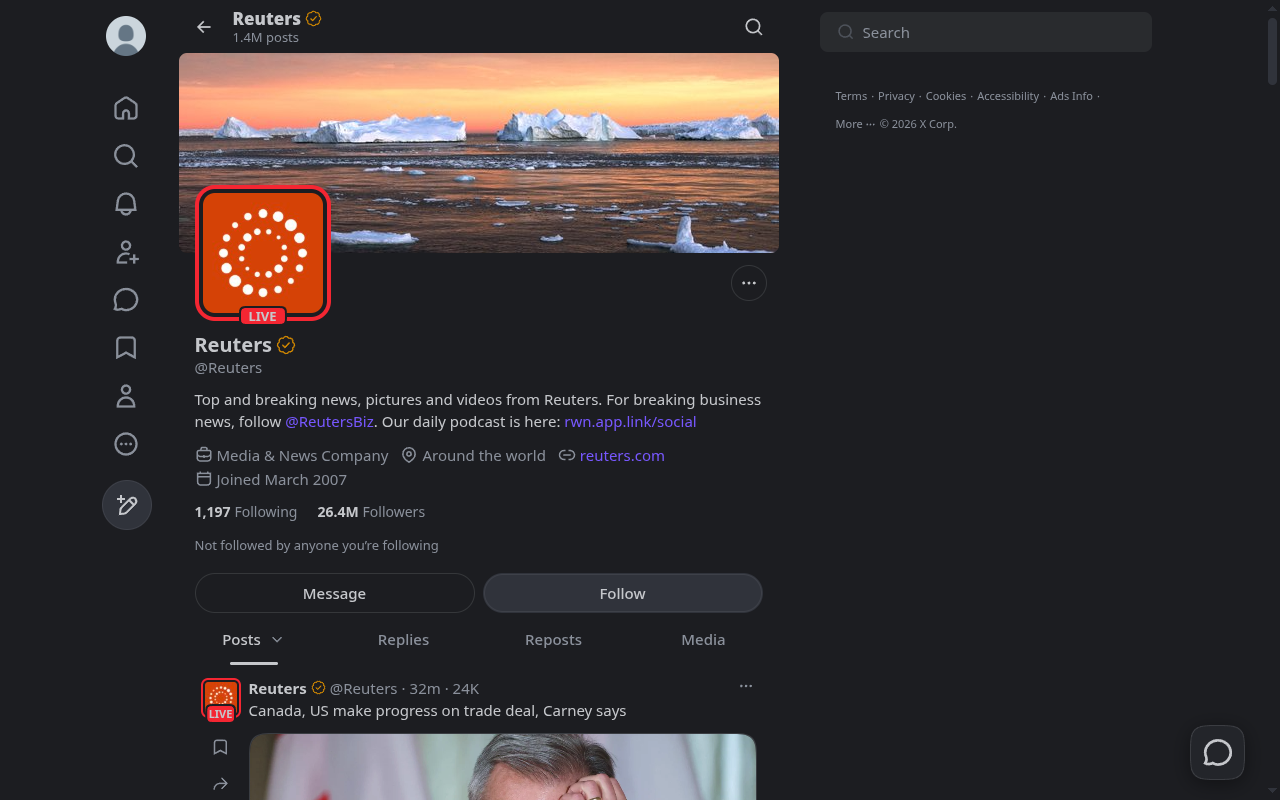 Reuters
1.4M posts
Search
Terms · Privacy · Cookies · Accessibility · Ads Info ·
More ··· © 2026 X Corp.
LIVE
Reuters
@Reuters
Top and breaking news, pictures and videos from Reuters. For breaking business
news, follow @ReutersBiz. Our daily podcast is here: rwn.app.link/social
Media & News Company Around the world reuters.com
Joined March 2007
1,197 Following 26.4M Followers
Not followed by anyone you’re following
Message Follow
Posts Replies Reposts Media
Reuters @Reuters · 32m · 24K
LIVE
Canada, US make progress on trade deal, Carney says